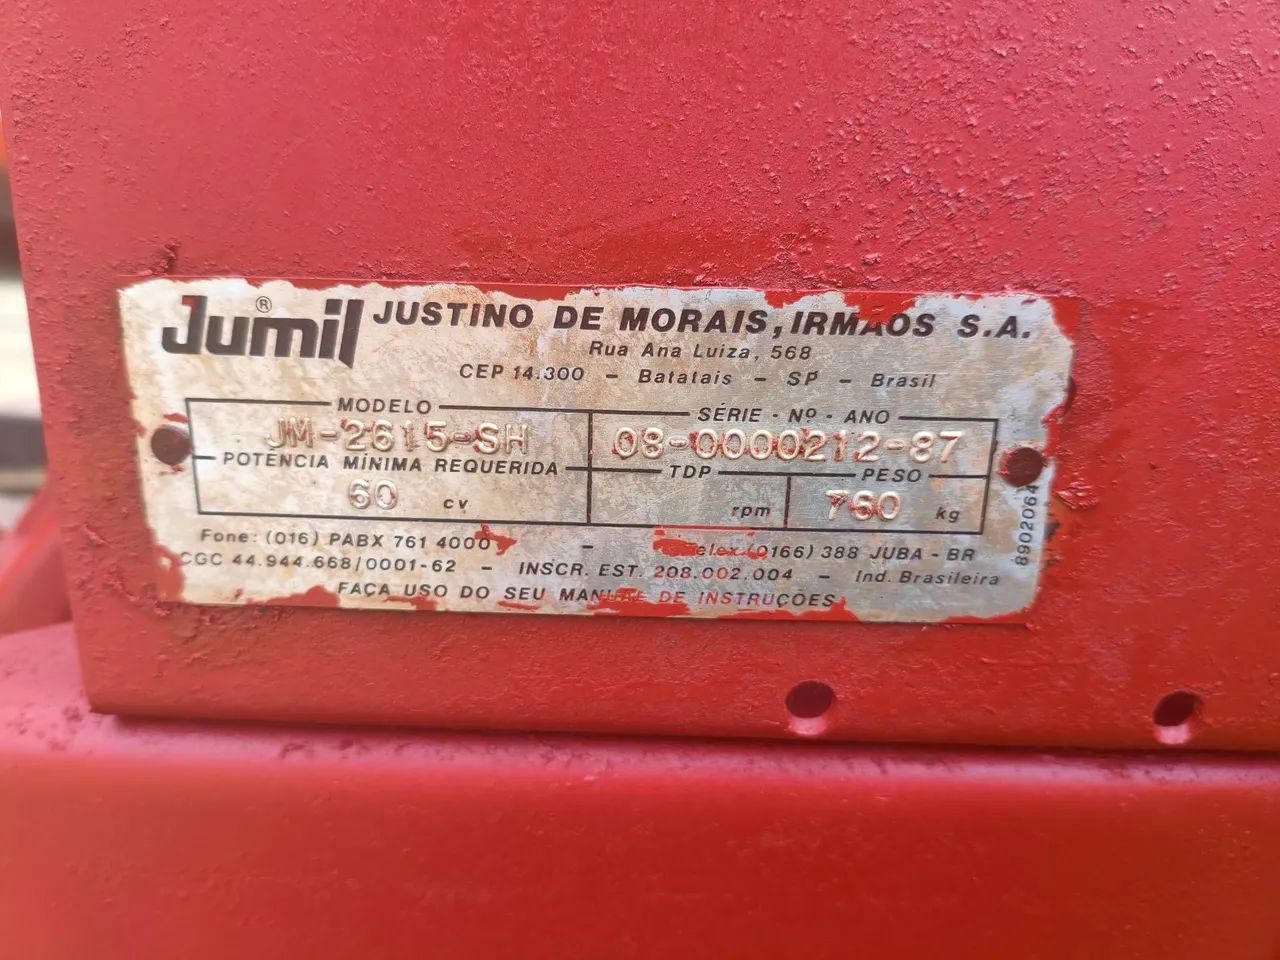 Jumil ® JUSTINO DE MORAIS, IRMÃOS S.A.
Rua Ana Luiza, 568
CEP 14.300 - Batatais - SP - Brasil
MODELO SÉRIE - Nº - ANO
JM-2615-SH 08-0000212-87
POTÊNCIA MÍNIMA REQUERIDA TDP PESO
60 cv rpm 760 kg
Fone: (016) PABX 761 4000 - Telex (0166) 388 JUBA - BR
CGC 44.944.668/0001-62 - INSCR. EST. 208.002.004 - Ind. Brasileira
FAÇA USO DO SEU MANUAL DE INSTRUÇÕES